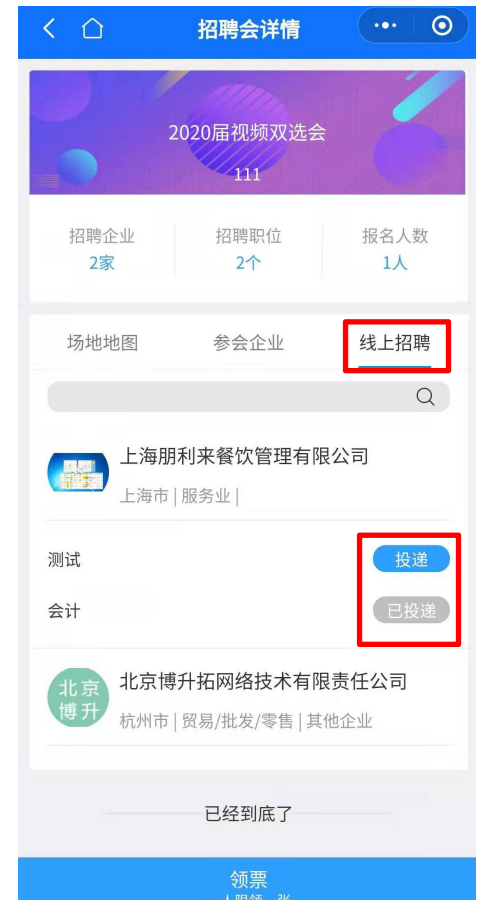 招聘会详情
2020届视频双选会
111
招聘企业 招聘职位 报名人数
2家 2个 1人
场地地图 参会企业 线上招聘
上海朋利来餐饮管理有限公司
上海市 | 服务业 |
测试 投递
会计 已投递
北京
博升
北京博升拓网络技术有限责任公司
杭州市 | 贸易/批发/零售 | 其他企业
已经到底了
领票